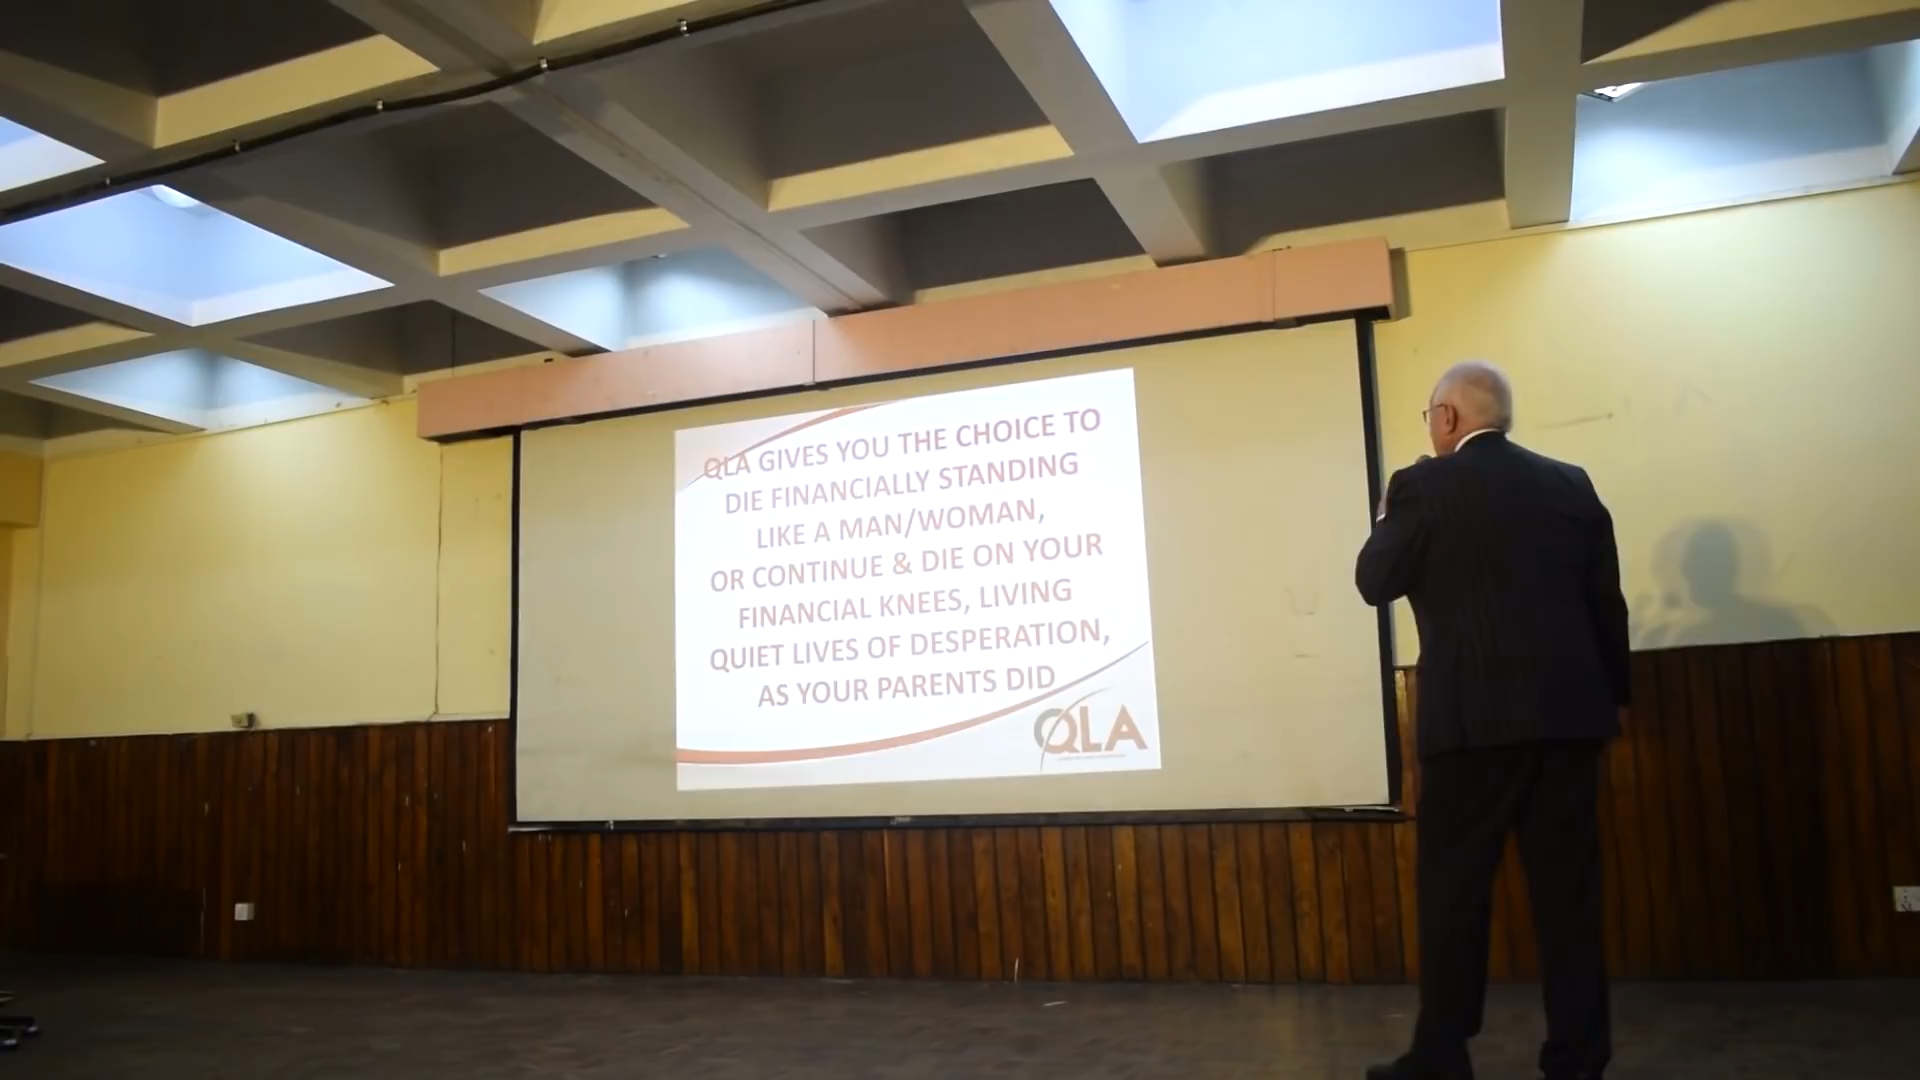 QLA GIVES YOU THE CHOICE TO
DIE FINANCIALLY STANDING
LIKE A MAN/WOMAN,
OR CONTINUE & DIE ON YOUR
FINANCIAL KNEES, LIVING
QUIET LIVES OF DESPERATION,
AS YOUR PARENTS DID
QLA